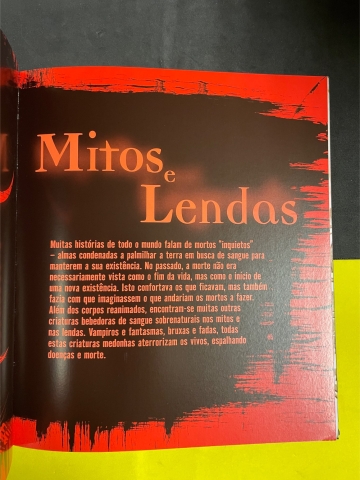 Mitos
e
Lendas
Muitas histórias de todo o mundo falam de mortos "inquietos"
– almas condenadas a palmilhar a terra em busca de sangue para
manterem a sua existência. No passado, a morte não era
necessariamente vista como o fim da vida, mas como o início de
uma nova existência. Isto confortava os que ficavam, mas também
fazia com que imaginassem o que andariam os mortos a fazer.
Além dos corpos reanimados, encontram-se muitas outras
criaturas bebedoras de sangue sobrenaturais nos mitos e
nas lendas. Vampiros e fantasmas, bruxas e fadas, todas
estas criaturas medonhas aterrorizam os vivos, espalhando
doenças e morte.